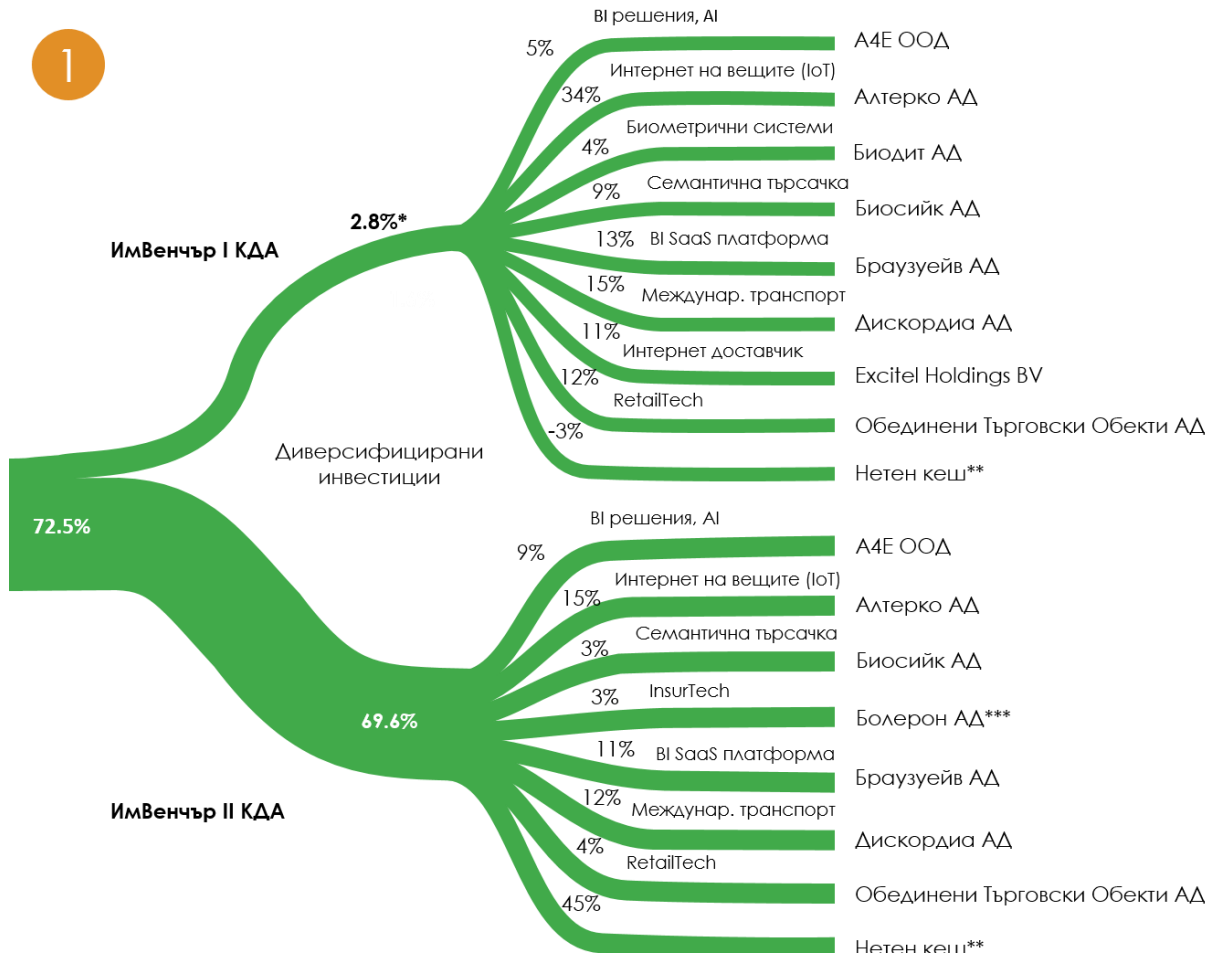 1
BI решения, AI
5%
А4Е ООД
Интернет на вещите (IoT)
34%
Алтерко АД
Биометрични системи
4%
Биодит АД
Семантична търсачка
9%
Биосийк АД
2.8%*
ИмВенчър I КДА
13%
BI SaaS платформа
Браузуейв АД
15%
Междунар. транспорт
Дискордиа АД
11%
Интернет доставчик
Excitel Holdings BV
12%
RetailTech
Обединени Търговски Обекти АД
-3%
Нетен кеш**
Диверсифицирани
инвестиции
72.5%
BI решения, AI
9%
А4Е ООД
Интернет на вещите (IoT)
15%
Алтерко АД
Семантична търсачка
3%
Биосийк АД
3%
InsurTech
Болерон АД***
69.6%
11%
BI SaaS платформа
Браузуейв АД
ИмВенчър II КДА
12%
Междунар. транспорт
Дискордиа АД
4%
RetailTech
Обединени Търговски Обекти АД
45%
Нетен кеш**